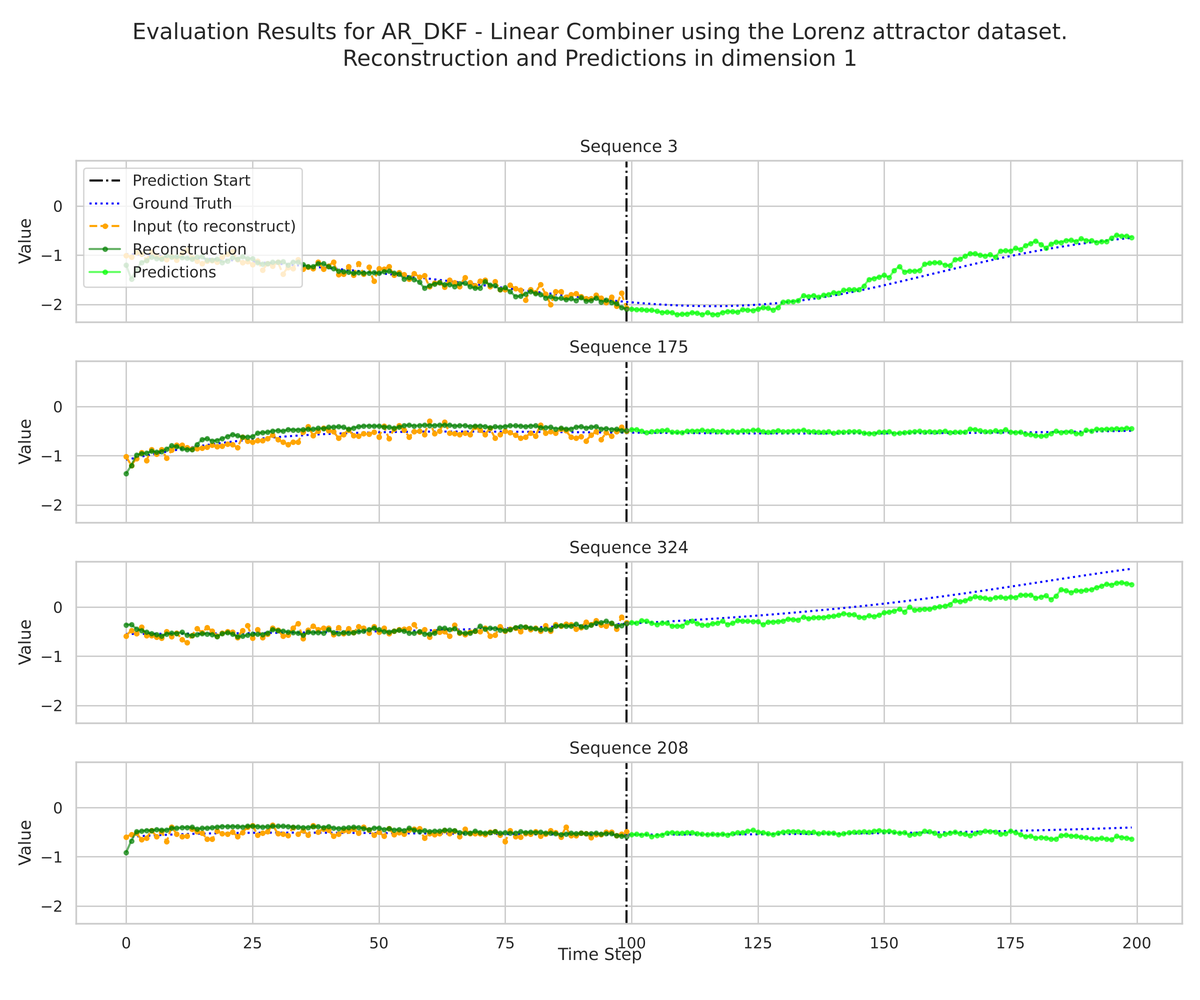 Evaluation Results for AR_DKF - Linear Combiner using the Lorenz attractor dataset.
Reconstruction and Predictions in dimension 1
Sequence 3
Prediction Start
Ground Truth
Input (to reconstruct)
Reconstruction
Predictions
0
−1
−2
Value
Sequence 175
0
−1
−2
Value
Sequence 324
0
−1
−2
Value
Sequence 208
0
−1
−2
Value
0 25 50 75 100 125 150 175 200
Time Step